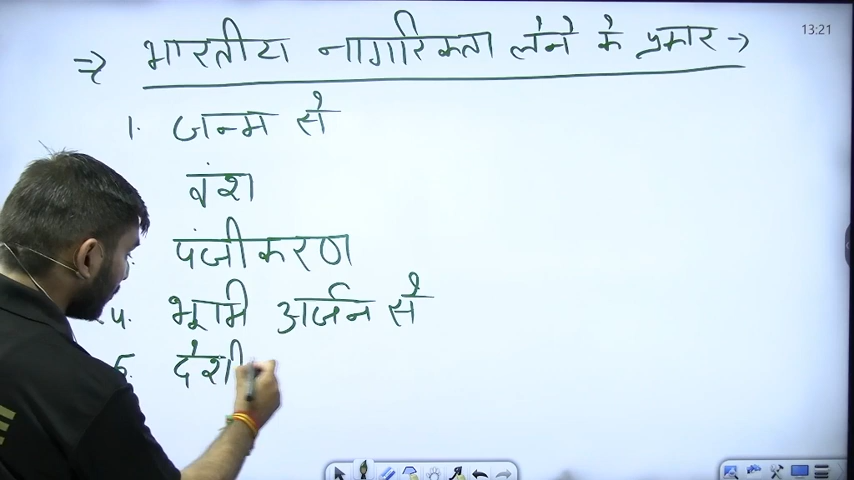 13:21
⇒ भारतीय नागरिकता लेने के प्रकार →
1. जन्म से
वंश
पंजीकरण
4. भूमि अर्जन से
5. देशी